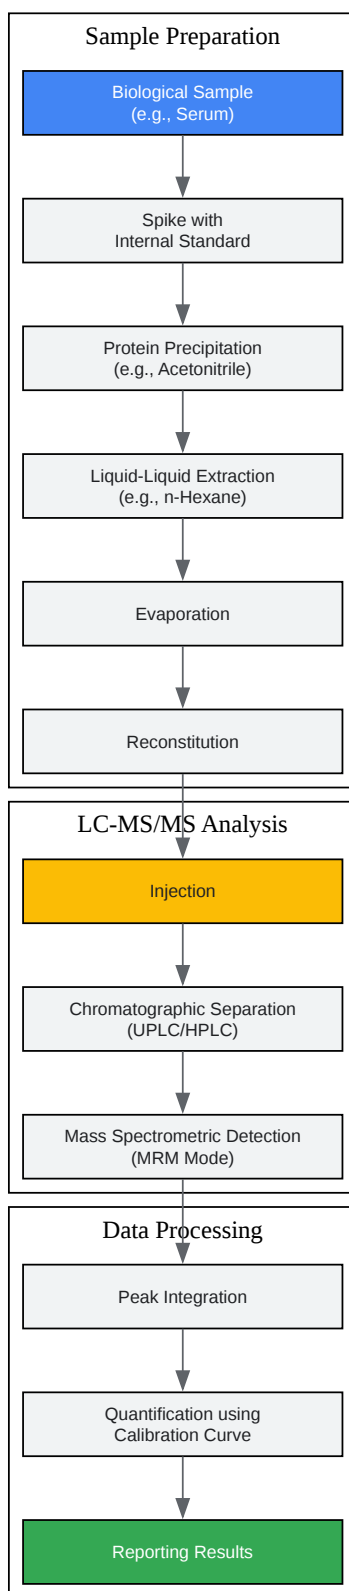 Sample Preparation
Biological Sample
(e.g., Serum)
Spike with
Internal Standard
Protein Precipitation
(e.g., Acetonitrile)
Liquid-Liquid Extraction
(e.g., n-Hexane)
Evaporation
Reconstitution
LC-MS/MS Analysis
Injection
Chromatographic Separation
(UPLC/HPLC)
Mass Spectrometric Detection
(MRM Mode)
Data Processing
Peak Integration
Quantification using
Calibration Curve
Reporting Results